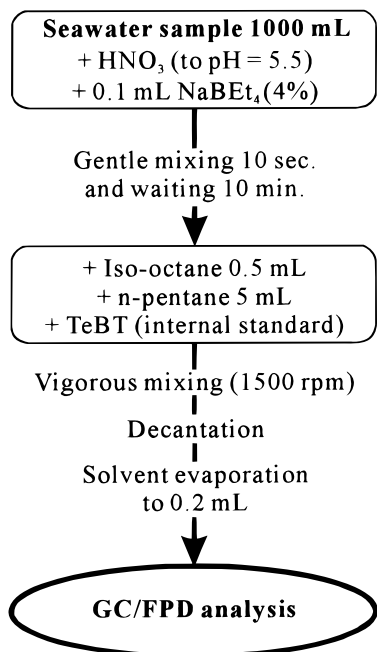 Seawater sample 1000 mL
+ HNO₃ (to pH = 5.5)
+ 0.1 mL NaBEt₄ (4%)
Gentle mixing 10 sec.
and waiting 10 min.
+ Iso-octane 0.5 mL
+ n-pentane 5 mL
+ TeBT (internal standard)
Vigorous mixing (1500 rpm)
Decantation
Solvent evaporation
to 0.2 mL
GC/FPD analysis